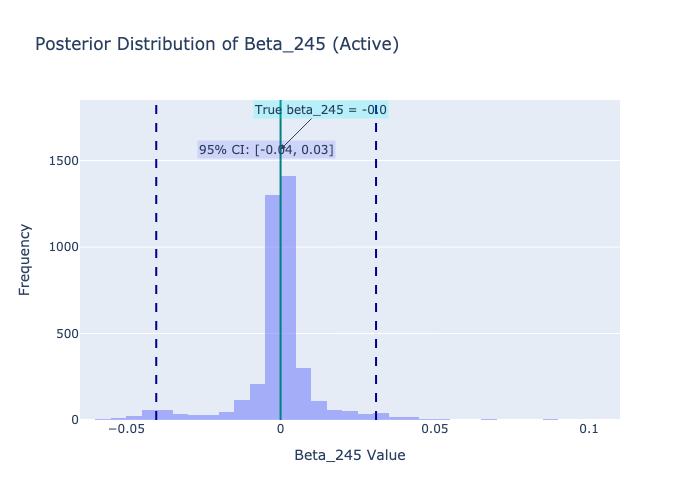 Posterior Distribution of Beta_245 (Active)
True beta_245 = -0.0
95% CI: [-0.04, 0.03]
1500
1000
500
0
Frequency
−0.05
0
0.05
0.1
Beta_245 Value